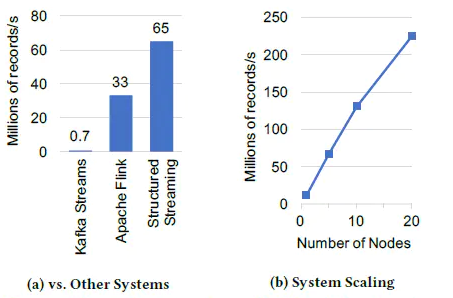 Millions of records/s
80
60
40
20
0
0.7
33
65
Kafka Streams
Apache Flink
Structured
Streaming
(a) vs. Other Systems
Millions of records/s
250
200
150
100
50
0
0
10
20
Number of Nodes
(b) System Scaling